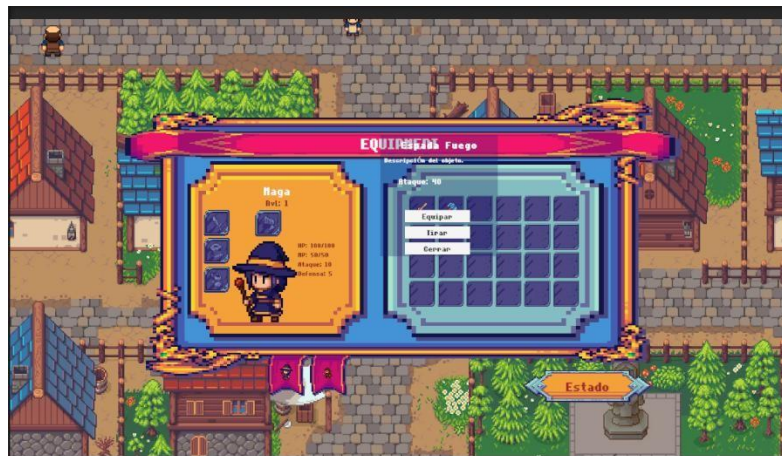 EQUIPMENT
Espada Fuego
Descripción del objeto.
Ataque: 40
Equipar
Tirar
Cerrar
Maga
Lvl: 1
HP: 100/100
MP: 50/50
Ataque: 10
Defensa: 5
Estado